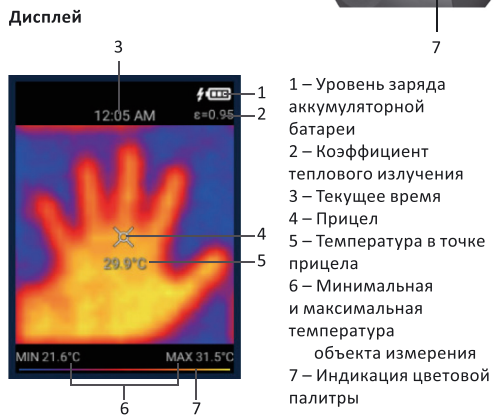 Дисплей
7
3
12:05 AM
ε=0.95
1
2
29.9°C
4
5
MIN 21.6°C
MAX 31.5°C
6
7
1 – Уровень заряда
аккумуляторной
батареи
2 – Коэффициент
теплового излучения
3 – Текущее время
4 – Прицел
5 – Температура в точке
прицела
6 – Минимальная
и максимальная
температура
объекта измерения
7 – Индикация цветовой
палитры